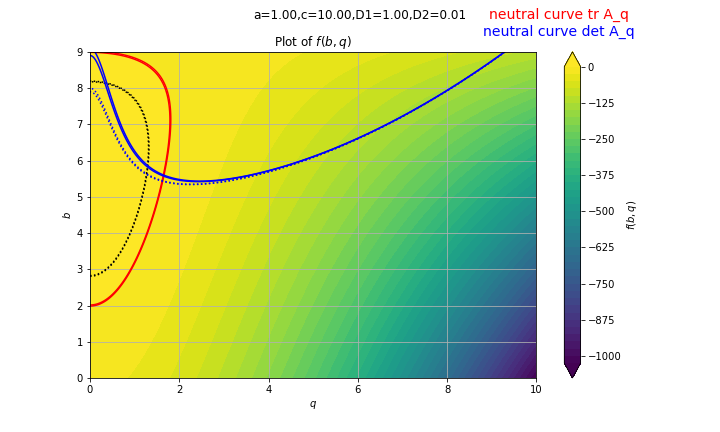 a=1.00,c=10.00,D1=1.00,D2=0.01
neutral curve tr A_q
neutral curve det A_q
Plot of f(b, q)
9
8
7
6
5
4
3
2
1
0
b
0 2 4 6 8 10
q
0
−125
−250
−375
−500
−625
−750
−875
−1000
f(b, q)